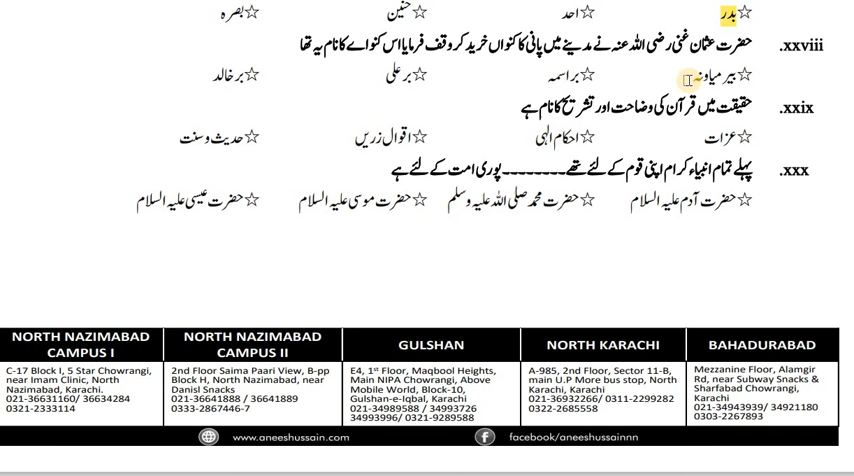 ☆بدر ☆احد ☆حنین ☆بصرہ
.xxviii حضرت عثمان غنی رضی اللہ عنہ نے مدینے میں پانی کا کنواں خرید کر وقف فرمایا اس کنواے کا نام یہ تھا
☆بیر میاونہ ☆بر اسمہ ☆بر علی ☆بر خالد
.xxix حقیقت میں قرآن کی وضاحت اور تشریح کا نام ہے
☆عزات ☆احکام الہی ☆اقوال زریں ☆حدیث و سنت
.xxx پہلے تمام انبیاء کرام اپنی قوم کے لئے تھے--------پوری امت کے لئے ہے
☆حضرت آدم علیہ السلام ☆حضرت محمد صلی اللہ علیہ وسلم ☆حضرت موسی علیہ السلام ☆حضرت عیسی علیہ السلام
NORTH NAZIMABAD
CAMPUS I
C-17 Block I, 5 Star Chowrangi,
near Imam Clinic, North
Nazimabad, Karachi.
021-36631160/ 36634284
0321-2333114
NORTH NAZIMABAD
CAMPUS II
2nd Floor Saima Paari View, B-pp
Block H, North Nazimabad, near
Danisl Snacks
021-36641888 / 36641889
0333-2867446-7
GULSHAN
E4, 1st Floor, Maqbool Heights,
Main NIPA Chowrangi, Above
Mobile World, Block-10,
Gulshan-e-Iqbal, Karachi
021-34989588 / 34993726
34993996/ 0321-9289588
NORTH KARACHI
A-985, 2nd Floor, Sector 11-B,
main U.P More bus stop, North
Karachi, Karachi
021-36932266/ 0311-2299282
0322-2685558
BAHADURABAD
Mezzanine Floor, Alamgir
Rd, near Subway Snacks &
Sharfabad Chowrangi,
Karachi
021-34943939/ 34921180
0303-2267893
www.aneeshussain.com
facebook/aneeshussainnn